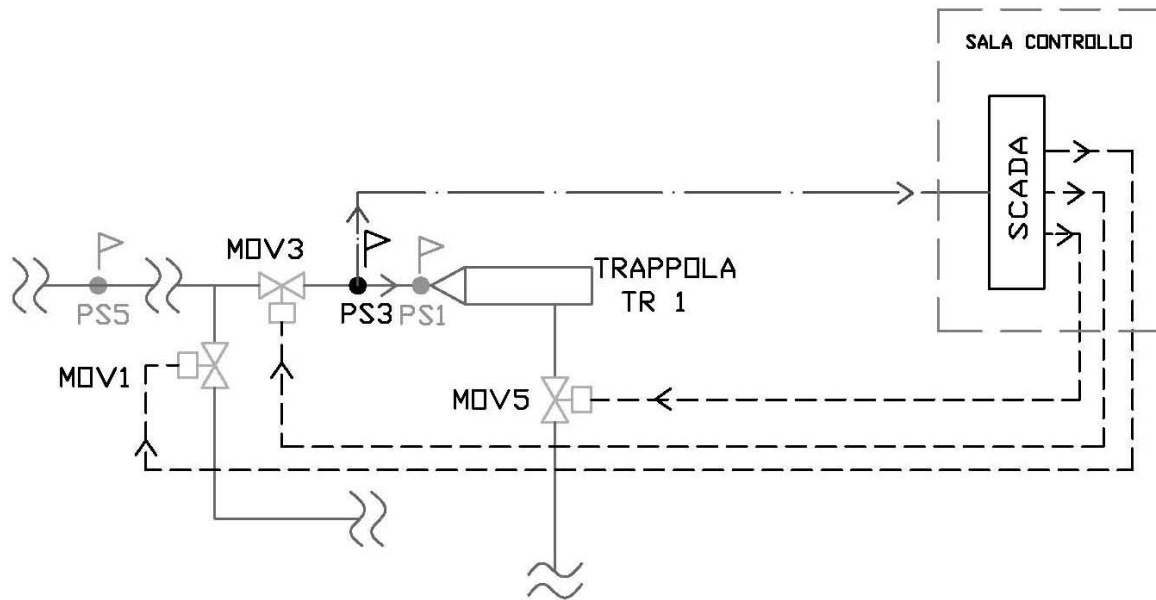 SALA CONTROLLO
SCADA
MOV3
TRAPPOLA
TR 1
PS5
PS3
PS1
MOV1
MOV5